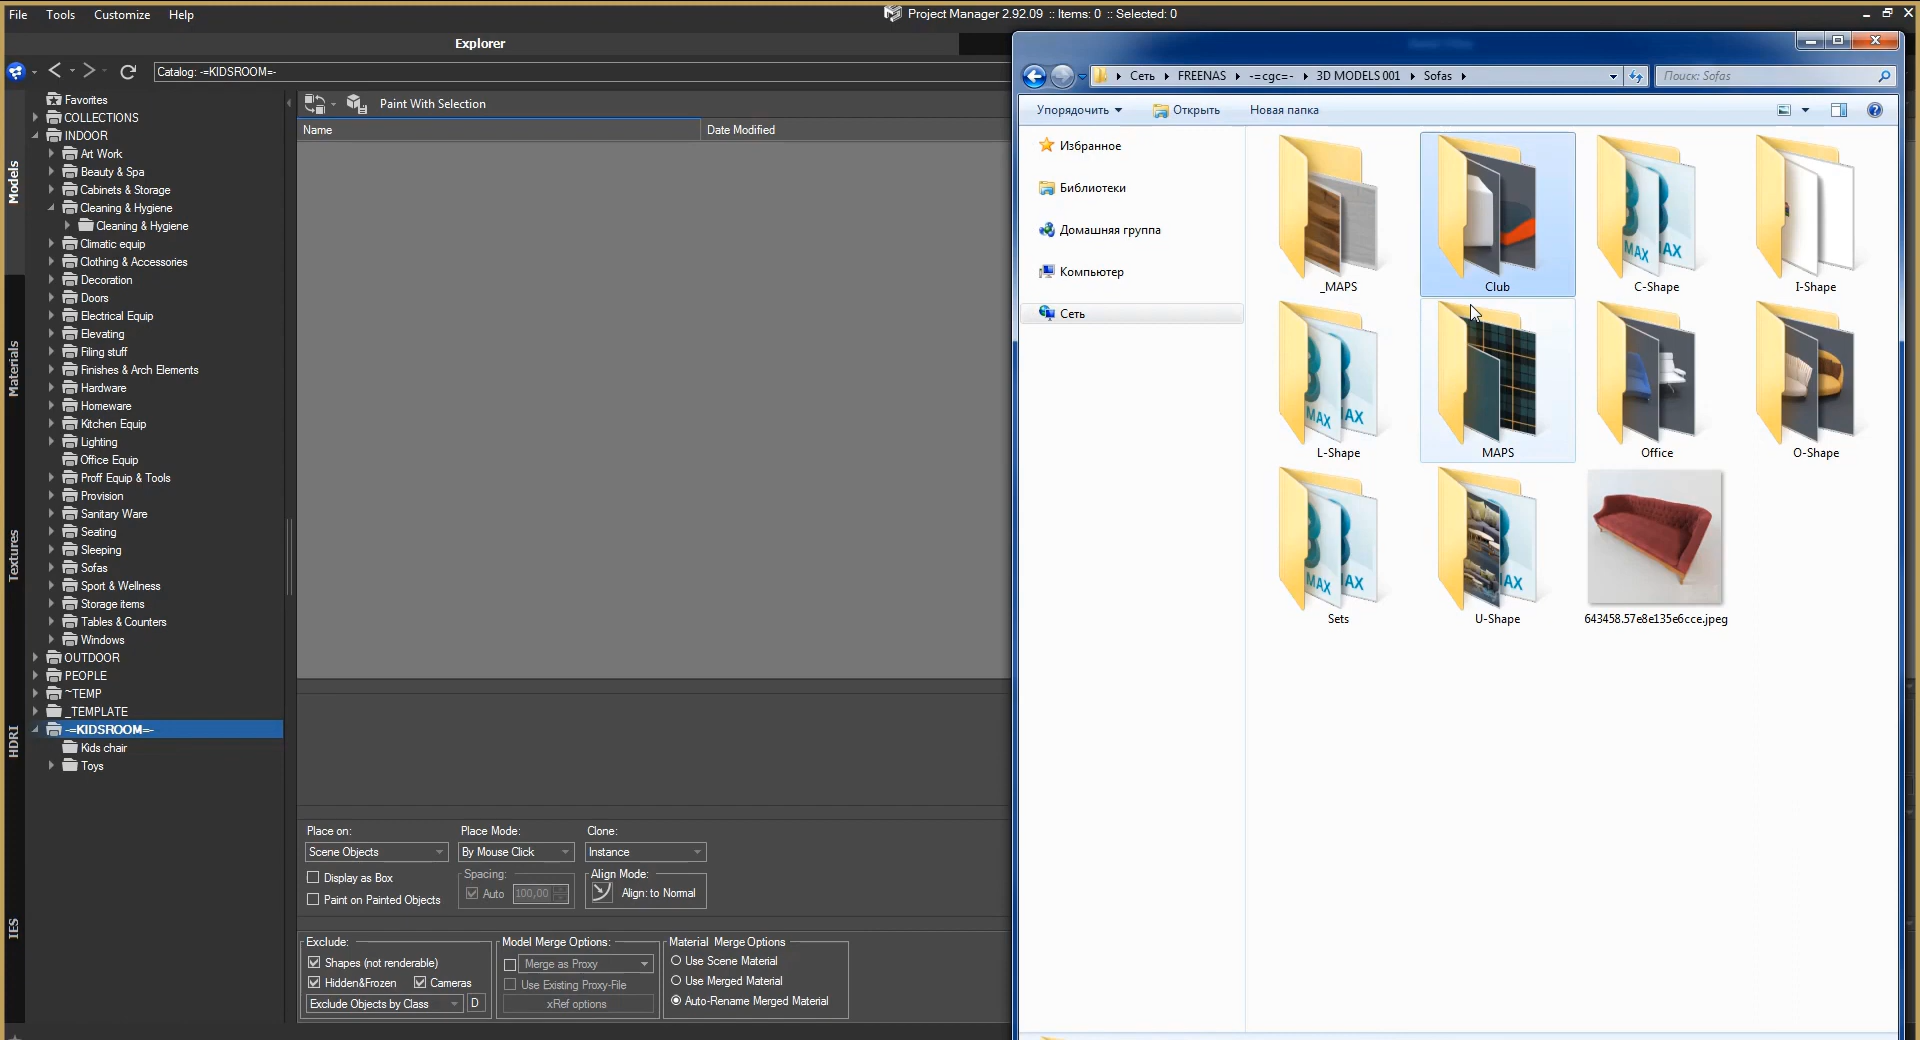 File Tools Customize Help
Project Manager 2.92.09 :: Items: 0 :: Selected: 0
Explorer
Catalog: -=KIDSROOM=-
Models
Materials
Textures
HDRI
IES
Favorites
COLLECTIONS
INDOOR
Art Work
Beauty & Spa
Cabinets & Storage
Cleaning & Hygiene
Cleaning & Hygiene
Climatic equip
Clothing & Accessories
Decoration
Doors
Electrical Equip
Elevating
Filing stuff
Finishes & Arch Elements
Hardware
Homeware
Kitchen Equip
Lighting
Office Equip
Proff Equip & Tools
Provision
Sanitary Ware
Seating
Sleeping
Sofas
Sport & Wellness
Storage items
Tables & Counters
Windows
OUTDOOR
PEOPLE
~TEMP
_TEMPLATE
-=KIDSROOM=-
Kids chair
Toys
Paint With Selection
Name Date Modified
Place on: Place Mode: Clone:
Scene Objects By Mouse Click Instance
Display as Box
Paint on Painted Objects
Spacing:
Auto 100,00
Align Mode:
Align: to Normal
Exclude:
Shapes (not renderable)
Hidden&Frozen Cameras
Exclude Objects by Class D
Model Merge Options:
Merge as Proxy
Use Existing Proxy-File
xRef options
Material Merge Options
Use Scene Material
Use Merged Material
Auto-Rename Merged Material
Сеть FREENAS -=cgc=- 3D MODELS 001 Sofas
Поиск: Sofas
Упорядочить Открыть Новая папка
Избранное
Библиотеки
Домашняя группа
Компьютер
Сеть
_MAPS Club C-Shape I-Shape
MAX
L-Shape MAPS Office O-Shape
MAX
Sets U-Shape 643458.57e8e135e6cce.jpeg
MAX